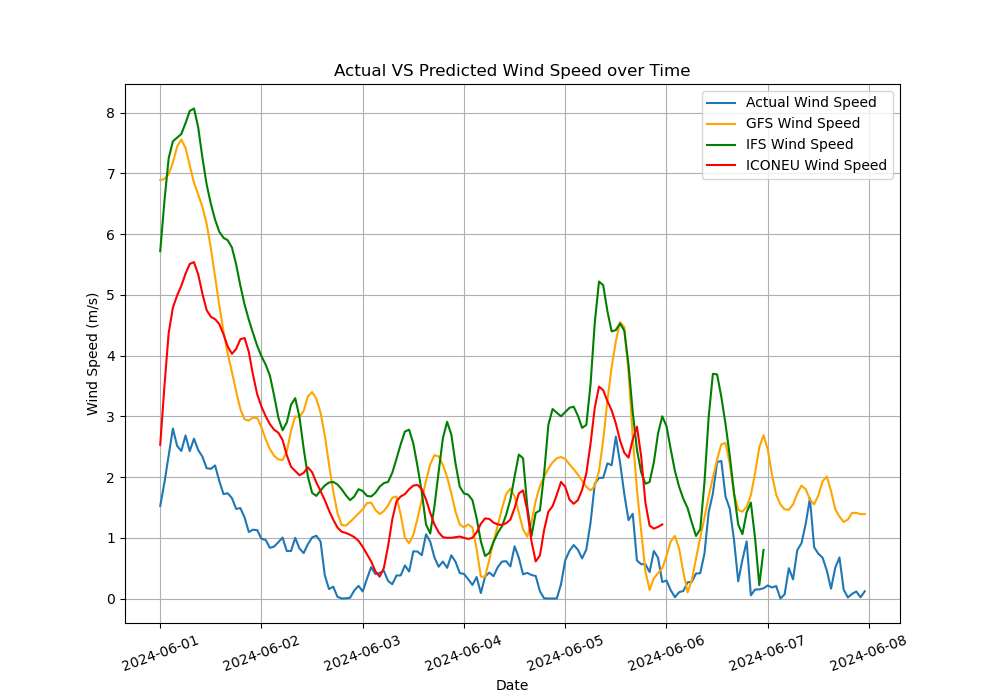 Actual VS Predicted Wind Speed over Time
Actual Wind Speed
GFS Wind Speed
IFS Wind Speed
ICONEU Wind Speed
Wind Speed (m/s)
8
7
6
5
4
3
2
1
0
2024-06-01
2024-06-02
2024-06-03
2024-06-04
2024-06-05
2024-06-06
2024-06-07
2024-06-08
Date